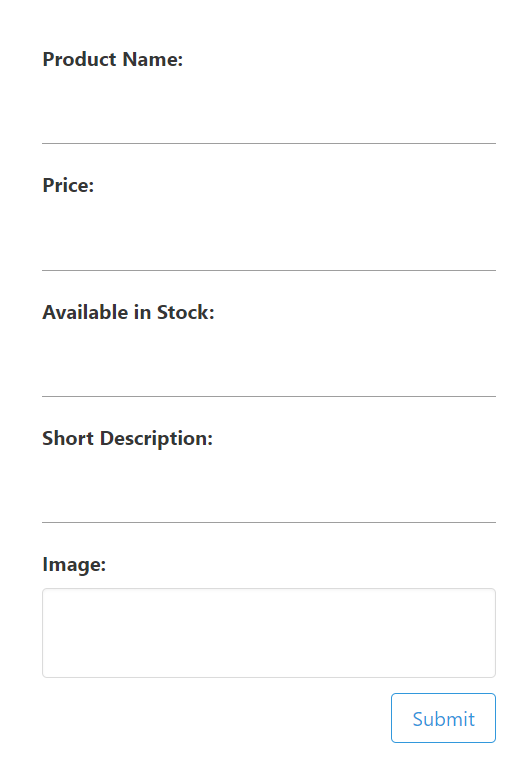 Product Name:
Price:
Available in Stock:
Short Description:
Image:
Submit